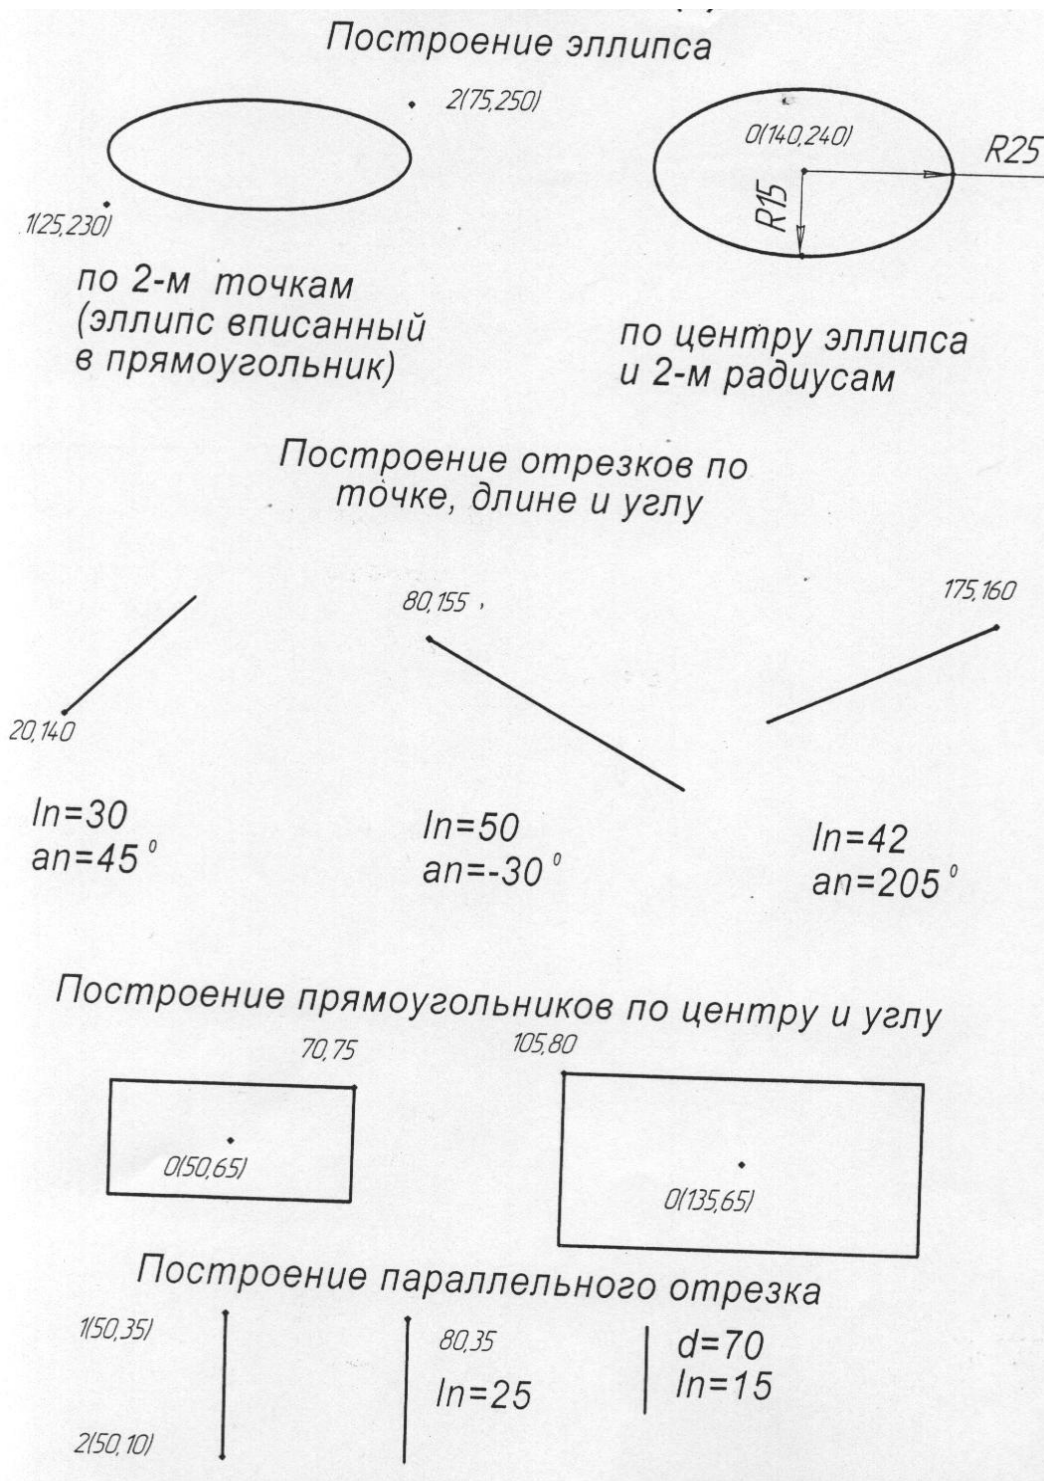 Построение эллипса
2(75,250)
1(25,230)
по 2-м точкам
(эллипс вписанный
в прямоугольник)
0(140,240)
R25
R15
по центру эллипса
и 2-м радиусам
Построение отрезков по
точке, длине и углу
20,140
ln=30
an=45⁰
80,155
ln=50
an=-30⁰
175,160
ln=42
an=205⁰
Построение прямоугольников по центру и углу
70,75
0(50,65)
105,80
0(135,65)
Построение параллельного отрезка
1(50,35)
2(50,10)
80,35
ln=25
d=70
ln=15